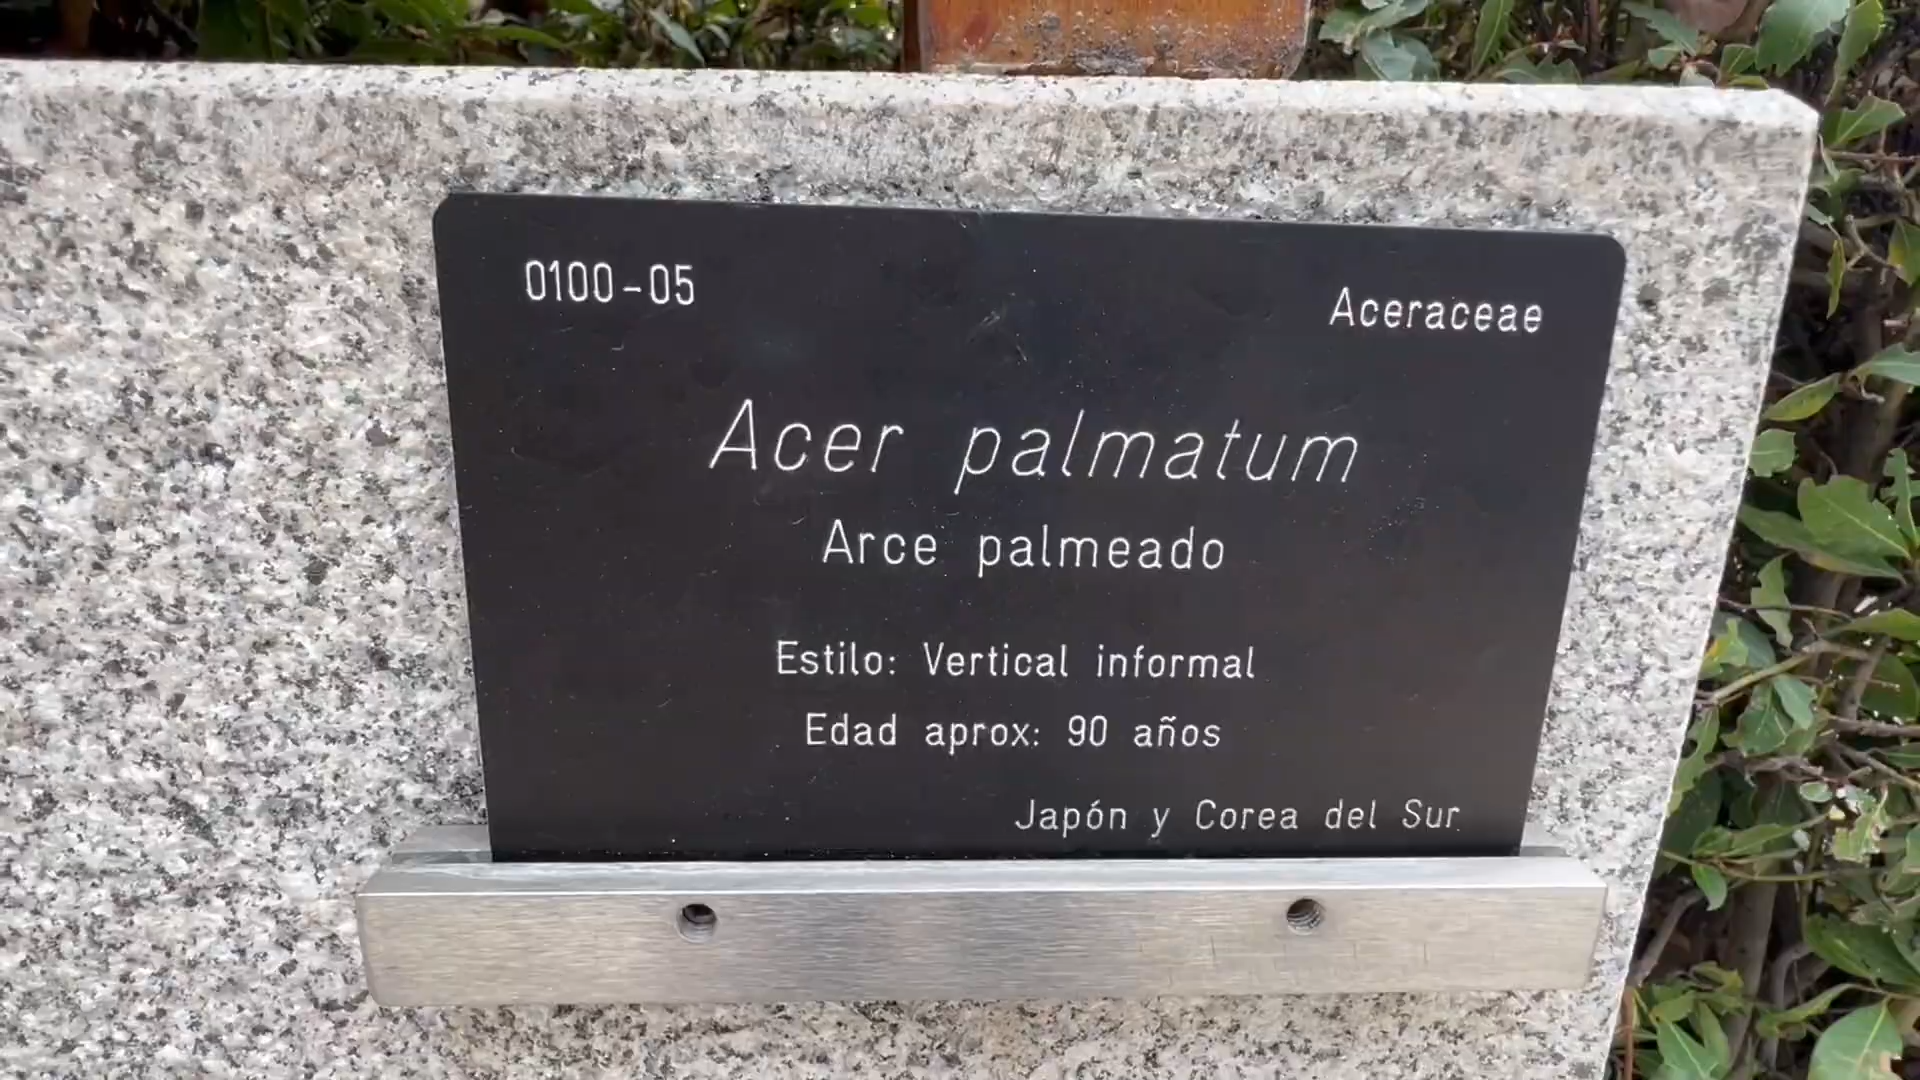 0100-05
Aceraceae
Acer palmatum
Arce palmeado
Estilo: Vertical informal
Edad aprox: 90 años
Japón y Corea del Sur